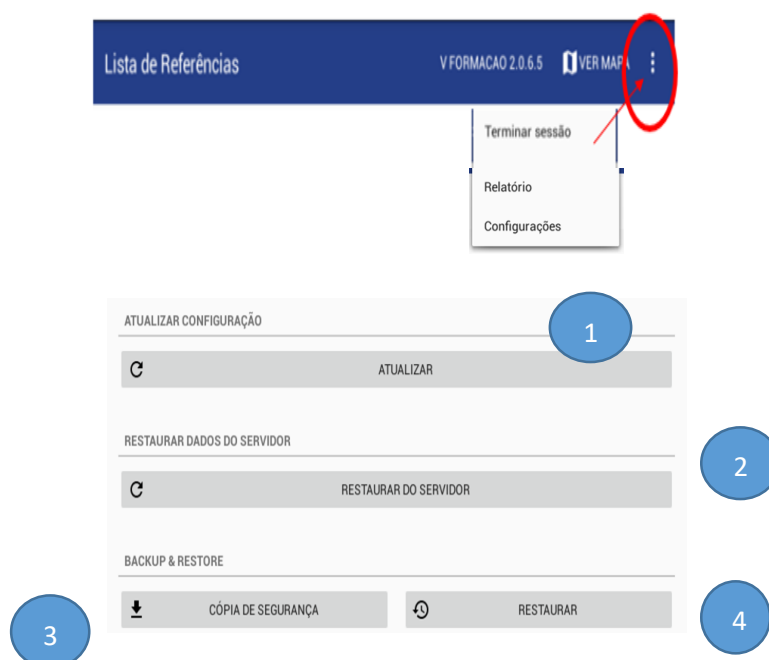 Lista de Referências V FORMACAO 2.0.6.5 VER MAPA
Terminar sessão
Relatório
Configurações
1
ATUALIZAR CONFIGURAÇÃO
ATUALIZAR
RESTAURAR DADOS DO SERVIDOR
2
RESTAURAR DO SERVIDOR
BACKUP & RESTORE
CÓPIA DE SEGURANÇA RESTAURAR
3
4